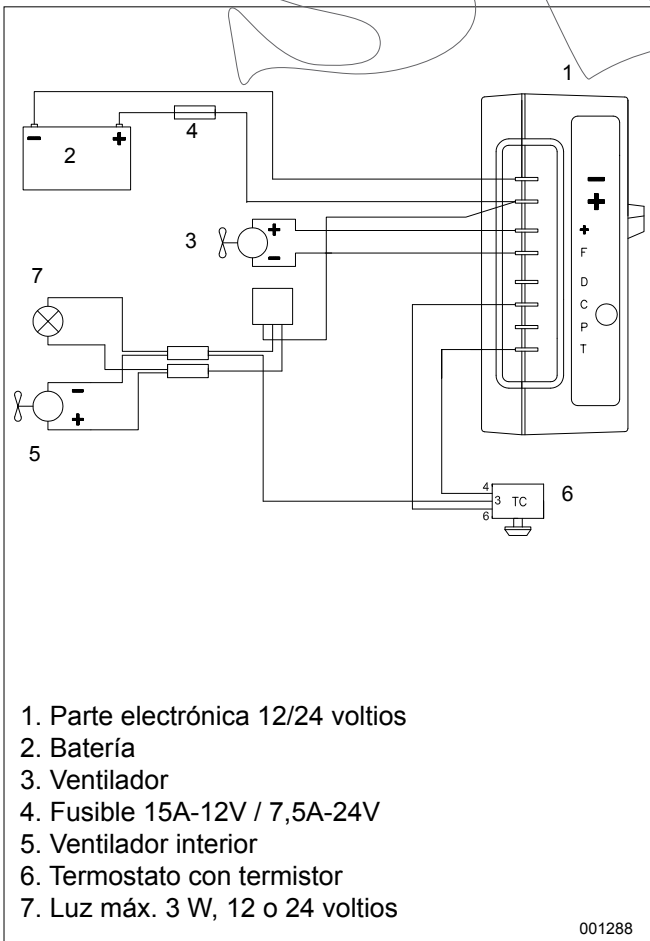 1
4
2
3
7
5
6
− +
+
−
−
+
−
+
+
F
D
C
P
T
4
3 TC
6
1. Parte electrónica 12/24 voltios
2. Batería
3. Ventilador
4. Fusible 15A-12V / 7,5A-24V
5. Ventilador interior
6. Termostato con termistor
7. Luz máx. 3 W, 12 o 24 voltios
001288